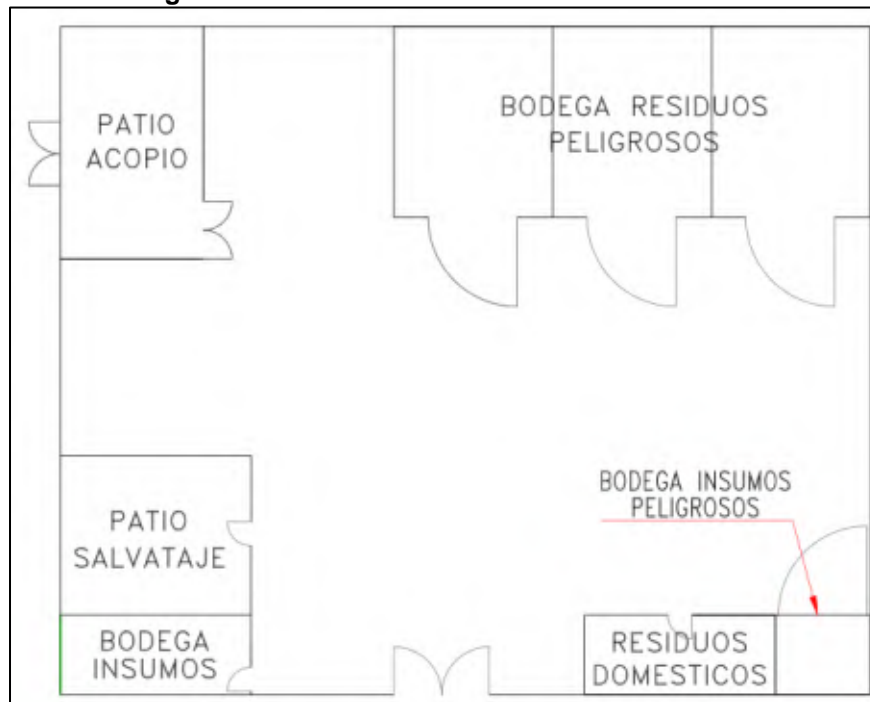 PATIO
ACOPIO
BODEGA RESIDUOS
PELIGROSOS
BODEGA INSUMOS
PELIGROSOS
PATIO
SALVATAJE
BODEGA
INSUMOS
RESIDUOS
DOMESTICOS